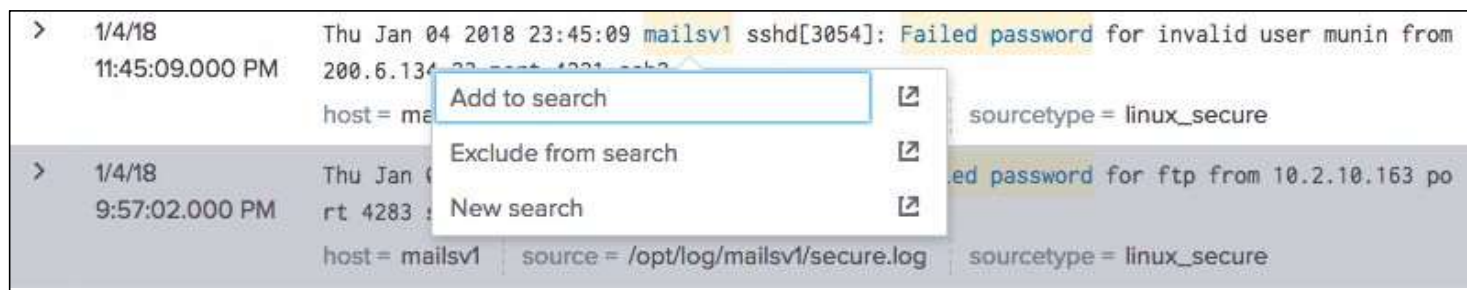 > 1/4/18 Thu Jan 04 2018 23:45:09 mailsv1 sshd[3054]: Failed password for invalid user munin from
11:45:09.000 PM 200.6.134
Add to search
host = ma sourcetype = linux_secure
Exclude from search
> 1/4/18 Thu Jan ed password for ftp from 10.2.10.163 po
9:57:02.000 PM rt 4283 s New search
host = mailsv1 source = /opt/log/mailsv1/secure.log sourcetype = linux_secure